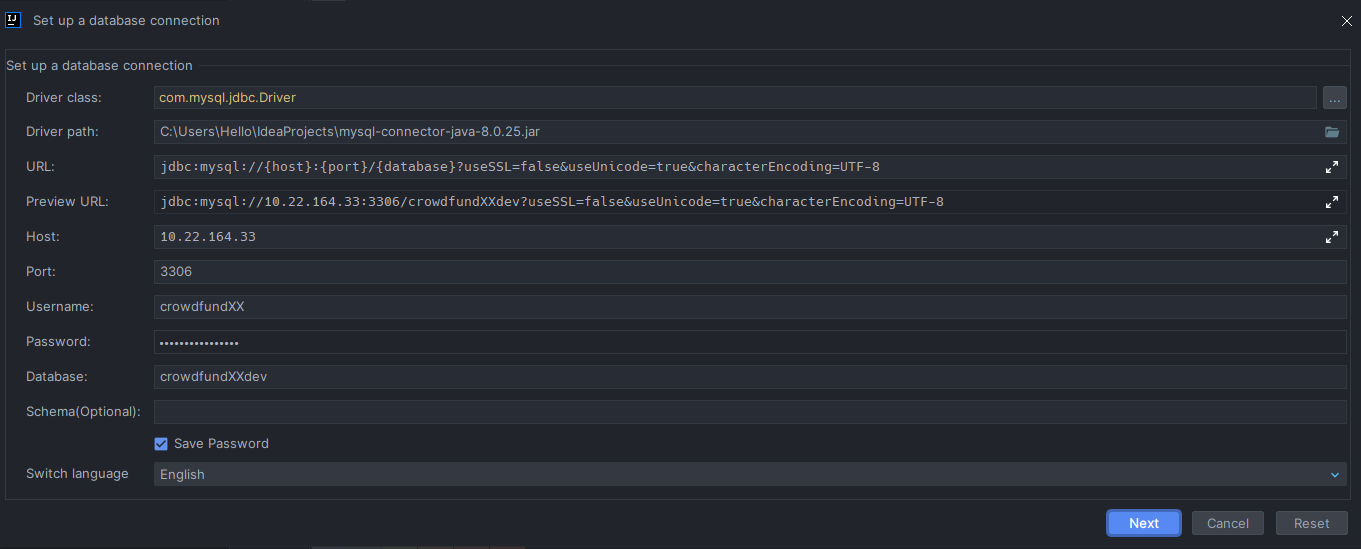 IJ Set up a database connection
Set up a database connection
Driver class: com.mysql.jdbc.Driver ...
Driver path: C:\Users\Hello\IdeaProjects\mysql-connector-java-8.0.25.jar
URL: jdbc:mysql://{host}:{port}/{database}?useSSL=false&useUnicode=true&characterEncoding=UTF-8
Preview URL: jdbc:mysql://10.22.164.33:3306/crowdfundXXdev?useSSL=false&useUnicode=true&characterEncoding=UTF-8
Host: 10.22.164.33
Port: 3306
Username: crowdfundXX
Password: ••••••••••••••••
Database: crowdfundXXdev
Schema(Optional):
Save Password
Switch language English
Next Cancel Reset